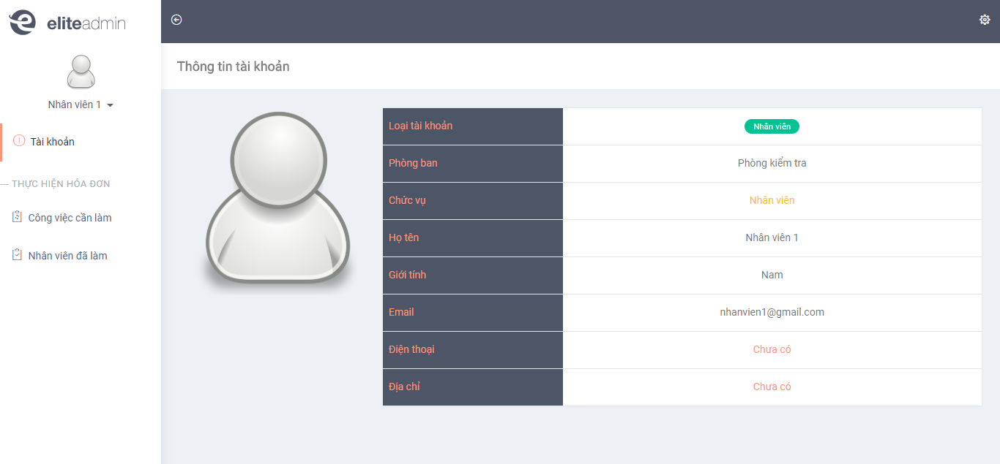 eliteadmin
Nhân viên 1
Tài khoản
--- THỰC HIỆN HÓA ĐƠN
Công việc cần làm
Nhân viên đã làm
Thông tin tài khoản
Loại tài khoản Nhân viên
Phòng ban Phòng kiểm tra
Chức vụ Nhân viên
Họ tên Nhân viên 1
Giới tính Nam
Email nhanvien1@gmail.com
Điện thoại Chưa có
Địa chỉ Chưa có